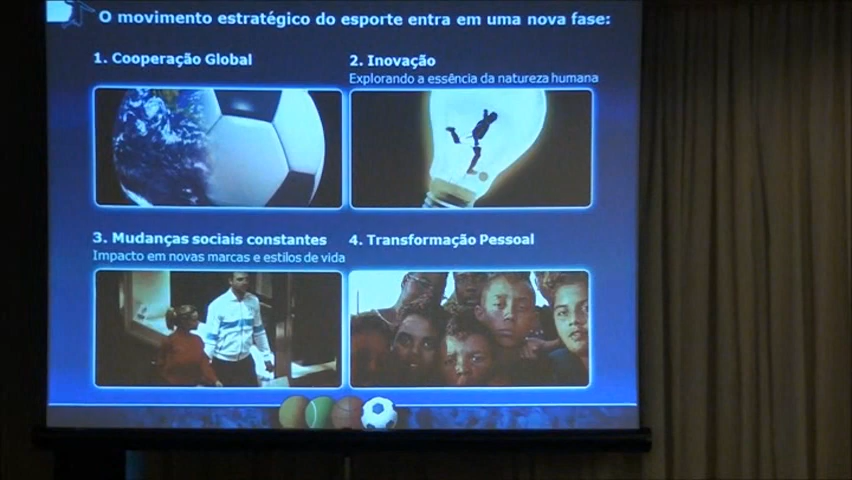 O movimento estratégico do esporte entra em uma nova fase:
1. Cooperação Global
2. Inovação
Explorando a essência da natureza humana
3. Mudanças sociais constantes
Impacto em novas marcas e estilos de vida
4. Transformação Pessoal